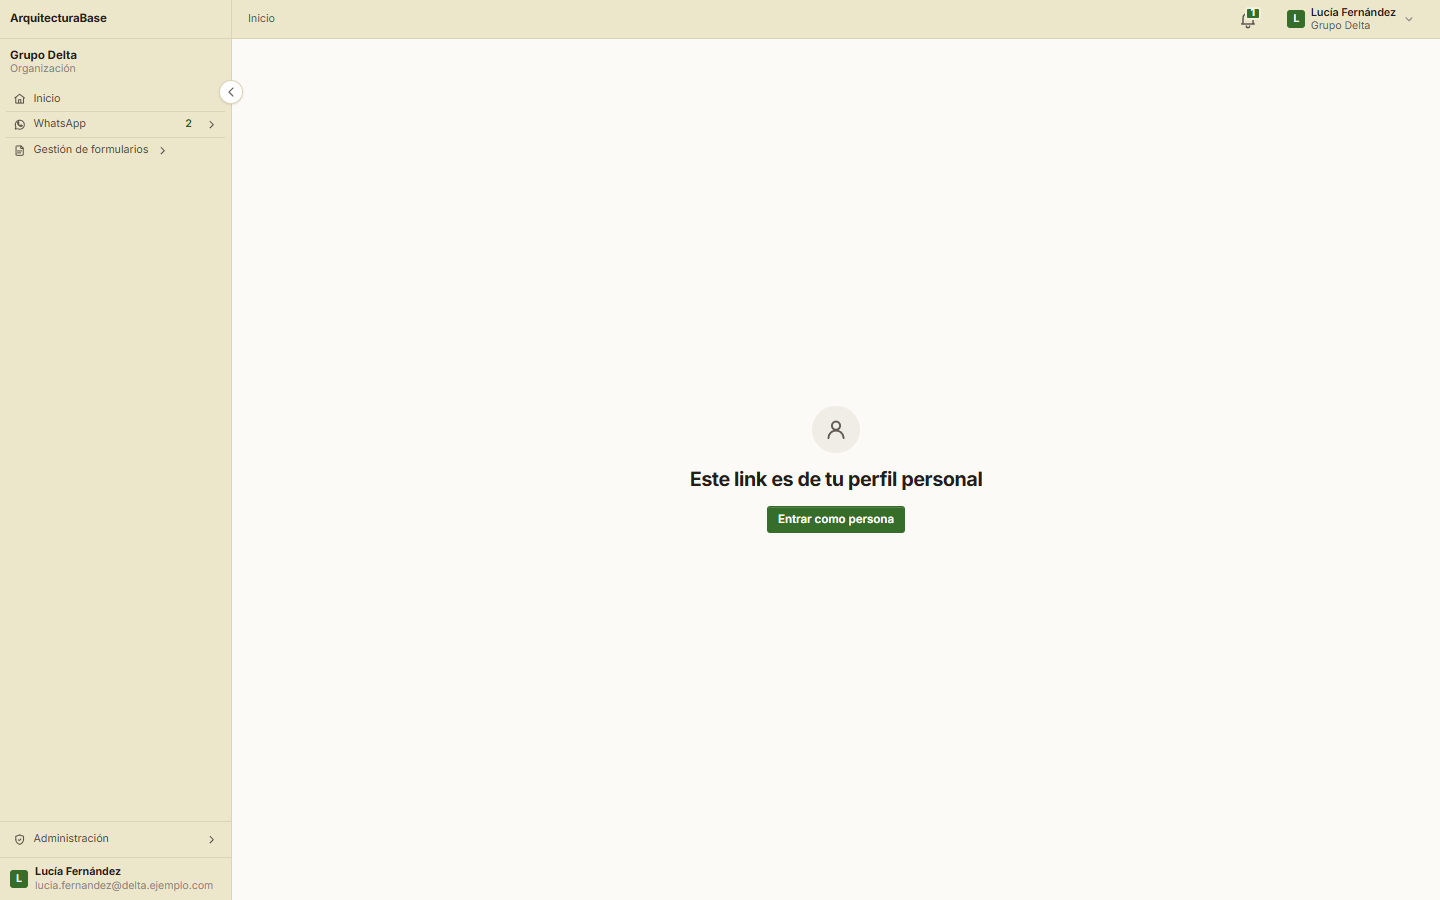 ArquitecturaBase
Inicio
1
L
Lucía Fernández
Grupo Delta
Grupo Delta
Organización
Inicio
WhatsApp 2
Gestión de formularios
Este link es de tu perfil personal
Entrar como persona
Administración
L
Lucía Fernández
lucia.fernandez@delta.ejemplo.com